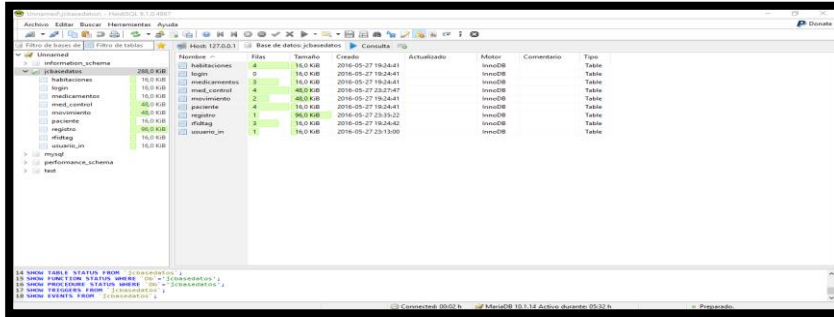 Unnamed\jcbasedatos\ - HeidiSQL 9.1.0.4867
Archivo Editar Buscar Herramientas Ayuda
Donate
Filtro de bases de
Filtro de tablas
Host: 127.0.0.1
Base de datos: jcbasedatos
Consulta
Unnamed
information_schema
jcbasedatos 288,0 KiB
habitaciones 16,0 KiB
login 16,0 KiB
medicamentos 16,0 KiB
med_control 48,0 KiB
movimiento 48,0 KiB
paciente 16,0 KiB
registro 96,0 KiB
rfidtag 16,0 KiB
usuario_in 16,0 KiB
mysql
performance_schema
test
Nombre Filas Tamaño Creado Actualizado Motor Comentario Tipo
habitaciones 4 16,0 KiB 2016-05-27 19:24:41 InnoDB Table
login 0 16,0 KiB 2016-05-27 19:24:41 InnoDB Table
medicamentos 3 16,0 KiB 2016-05-27 19:24:41 InnoDB Table
med_control 4 48,0 KiB 2016-05-27 23:27:47 InnoDB Table
movimiento 2 48,0 KiB 2016-05-27 19:24:41 InnoDB Table
paciente 4 16,0 KiB 2016-05-27 19:24:41 InnoDB Table
registro 1 96,0 KiB 2016-05-27 23:35:22 InnoDB Table
rfidtag 3 16,0 KiB 2016-05-27 19:24:42 InnoDB Table
usuario_in 1 16,0 KiB 2016-05-27 23:13:00 InnoDB Table
14 SHOW TABLE STATUS FROM `jcbasedatos`;
15 SHOW FUNCTION STATUS WHERE `Db`='jcbasedatos';
16 SHOW PROCEDURE STATUS WHERE `Db`='jcbasedatos';
17 SHOW TRIGGERS FROM `jcbasedatos`;
18 SHOW EVENTS FROM `jcbasedatos`;
Connected: 00:02 h
MariaDB 10.1.14
Activo durante: 05:32 h
Preparado.